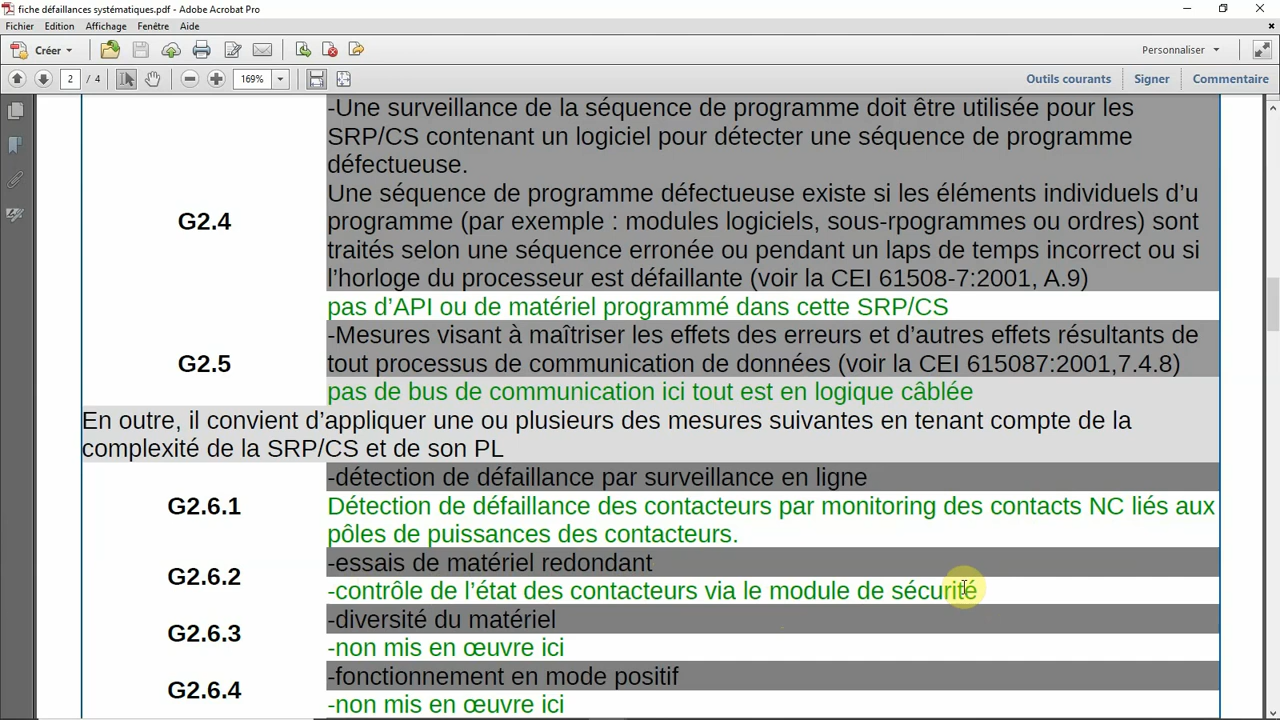 fiche défaillances systématiques.pdf - Adobe Acrobat Pro
Fichier Edition Affichage Fenêtre Aide
Créer
Personnaliser
2 / 4
169%
Outils courants Signer Commentaire
-Une surveillance de la séquence de programme doit être utilisée pour les
SRP/CS contenant un logiciel pour détecter une séquence de programme
défectueuse.
Une séquence de programme défectueuse existe si les éléments individuels d’u
G2.4
programme (par exemple : modules logiciels, sous-rpogrammes ou ordres) sont
traités selon une séquence erronée ou pendant un laps de temps incorrect ou si
l’horloge du processeur est défaillante (voir la CEI 61508-7:2001, A.9)
pas d’API ou de matériel programmé dans cette SRP/CS
-Mesures visant à maîtriser les effets des erreurs et d’autres effets résultants de
G2.5
tout processus de communication de données (voir la CEI 615087:2001,7.4.8)
pas de bus de communication ici tout est en logique câblée
En outre, il convient d’appliquer une ou plusieurs des mesures suivantes en tenant compte de la
complexité de la SRP/CS et de son PL
-détection de défaillance par surveillance en ligne
G2.6.1
Détection de défaillance des contacteurs par monitoring des contacts NC liés aux
pôles de puissances des contacteurs.
-essais de matériel redondant
G2.6.2
-contrôle de l’état des contacteurs via le module de sécurité
-diversité du matériel
G2.6.3
-non mis en œuvre ici
-fonctionnement en mode positif
G2.6.4
-non mis en œuvre ici